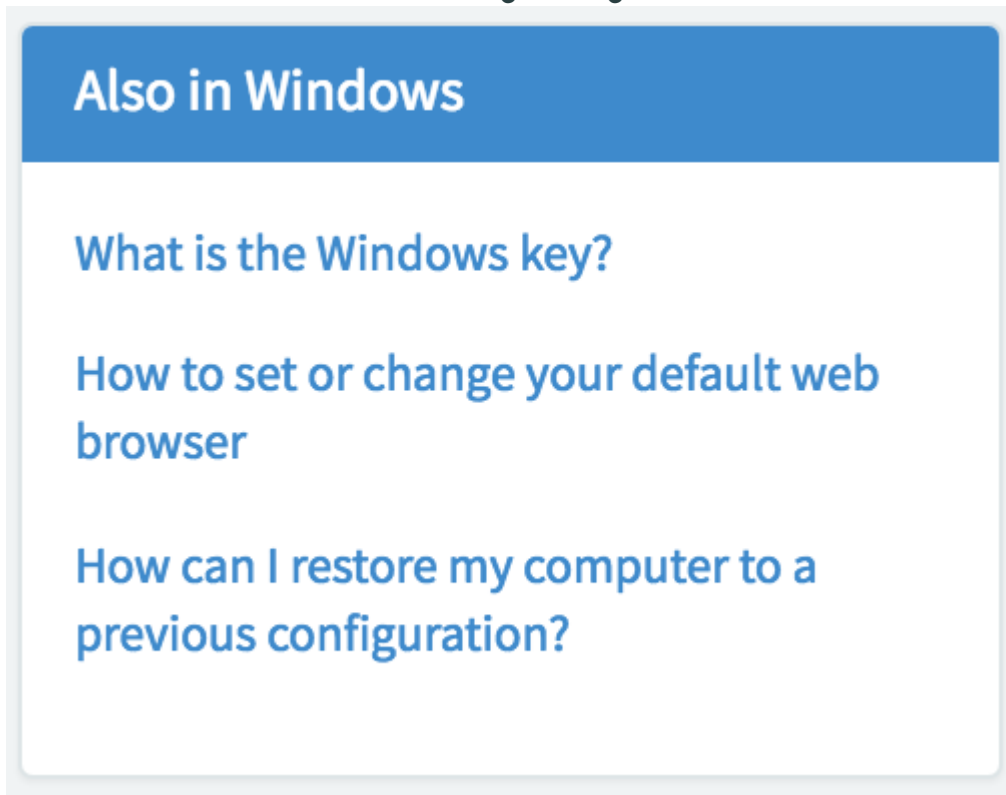 Also in Windows
What is the Windows key?
How to set or change your default web
browser
How can I restore my computer to a
previous configuration?